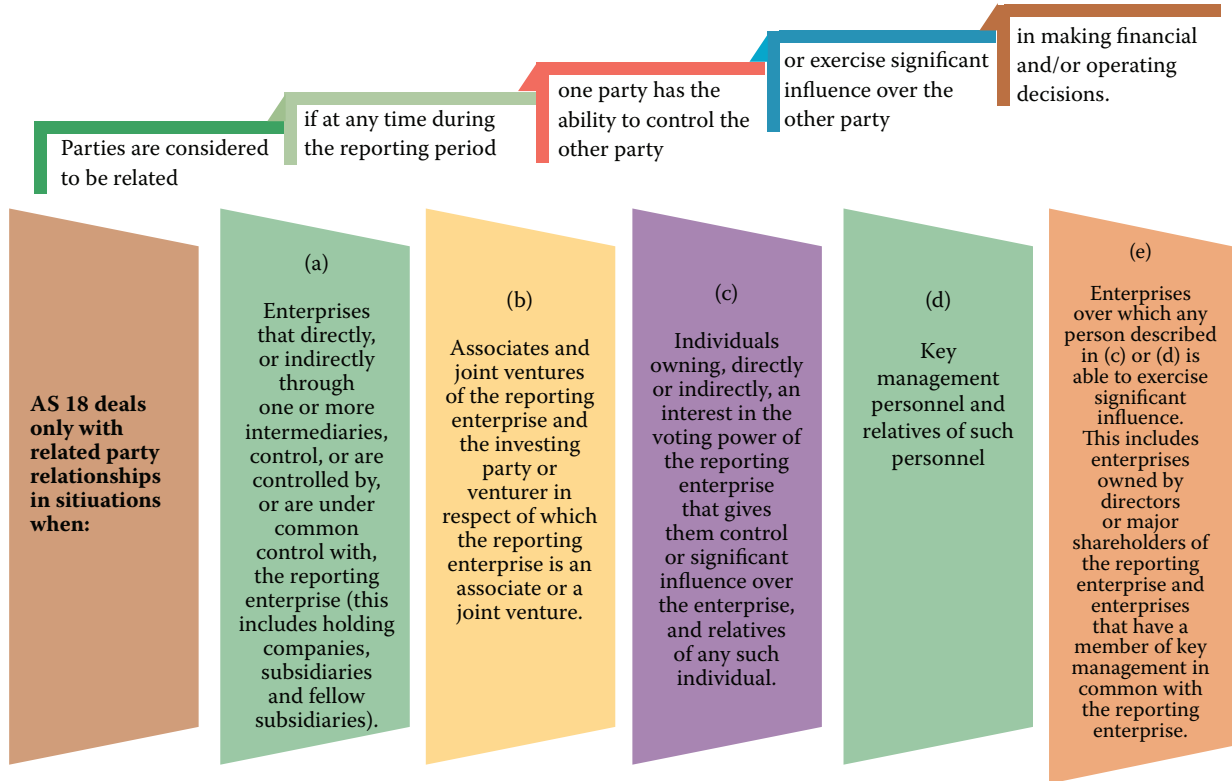 Parties are considered
to be related
if at any time during
the reporting period
one party has the
ability to control the
other party
or exercise significant
influence over the
other party
in making financial
and/or operating
decisions.
AS 18 deals
only with
related party
relationships
in sitiuations
when:
(a)
Enterprises
that directly,
or indirectly
through
one or more
intermediaries,
control, or are
controlled by,
or are under
common
control with,
the reporting
enterprise (this
includes holding
companies,
subsidiaries
and fellow
subsidiaries).
(b)
Associates and
joint ventures
of the reporting
enterprise and
the investing
party or
venturer in
respect of which
the reporting
enterprise is an
associate or a
joint venture.
(c)
Individuals
owning, directly
or indirectly, an
interest in the
voting power of
the reporting
enterprise
that gives
them control
or significant
influence over
the enterprise,
and relatives
of any such
individual.
(d)
Key
management
personnel and
relatives of such
personnel
(e)
Enterprises
over which any
person described
in (c) or (d) is
able to exercise
significant
influence.
This includes
enterprises
owned by
directors
or major
shareholders of
the reporting
enterprise and
enterprises
that have a
member of key
management in
common with
the reporting
enterprise.